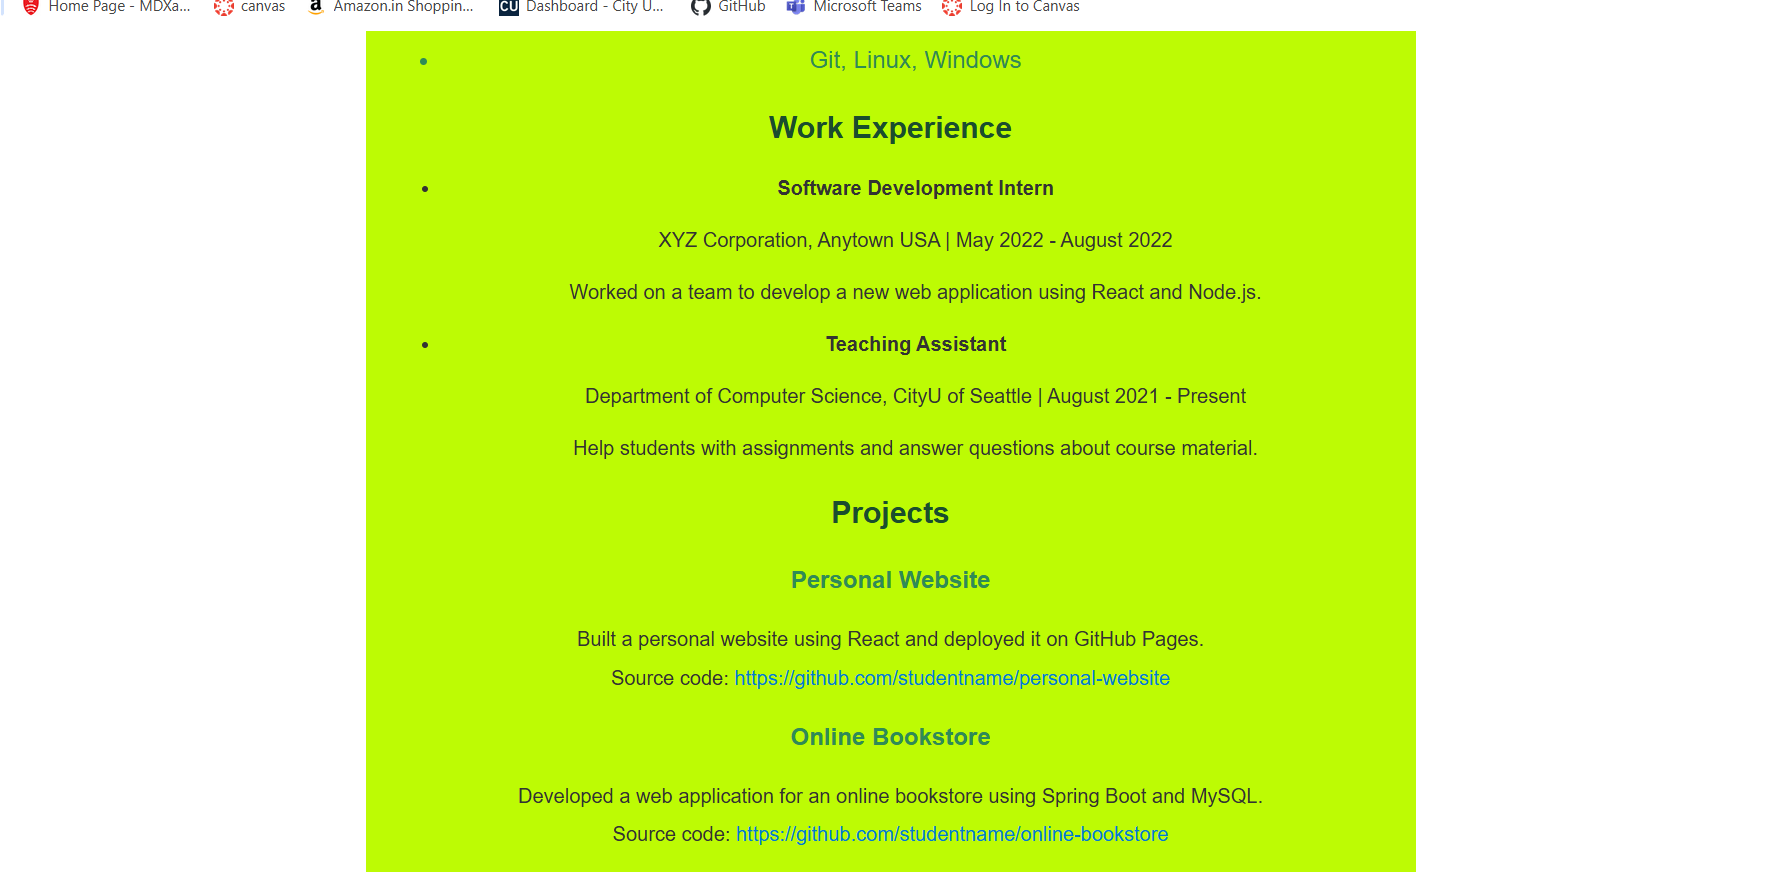 Home Page - MDXa... canvas Amazon.in Shoppin... CU Dashboard - City U... GitHub Microsoft Teams Log In to Canvas
• Git, Linux, Windows
Work Experience
• Software Development Intern
XYZ Corporation, Anytown USA | May 2022 - August 2022
Worked on a team to develop a new web application using React and Node.js.
• Teaching Assistant
Department of Computer Science, CityU of Seattle | August 2021 - Present
Help students with assignments and answer questions about course material.
Projects
Personal Website
Built a personal website using React and deployed it on GitHub Pages.
Source code: https://github.com/studentname/personal-website
Online Bookstore
Developed a web application for an online bookstore using Spring Boot and MySQL.
Source code: https://github.com/studentname/online-bookstore